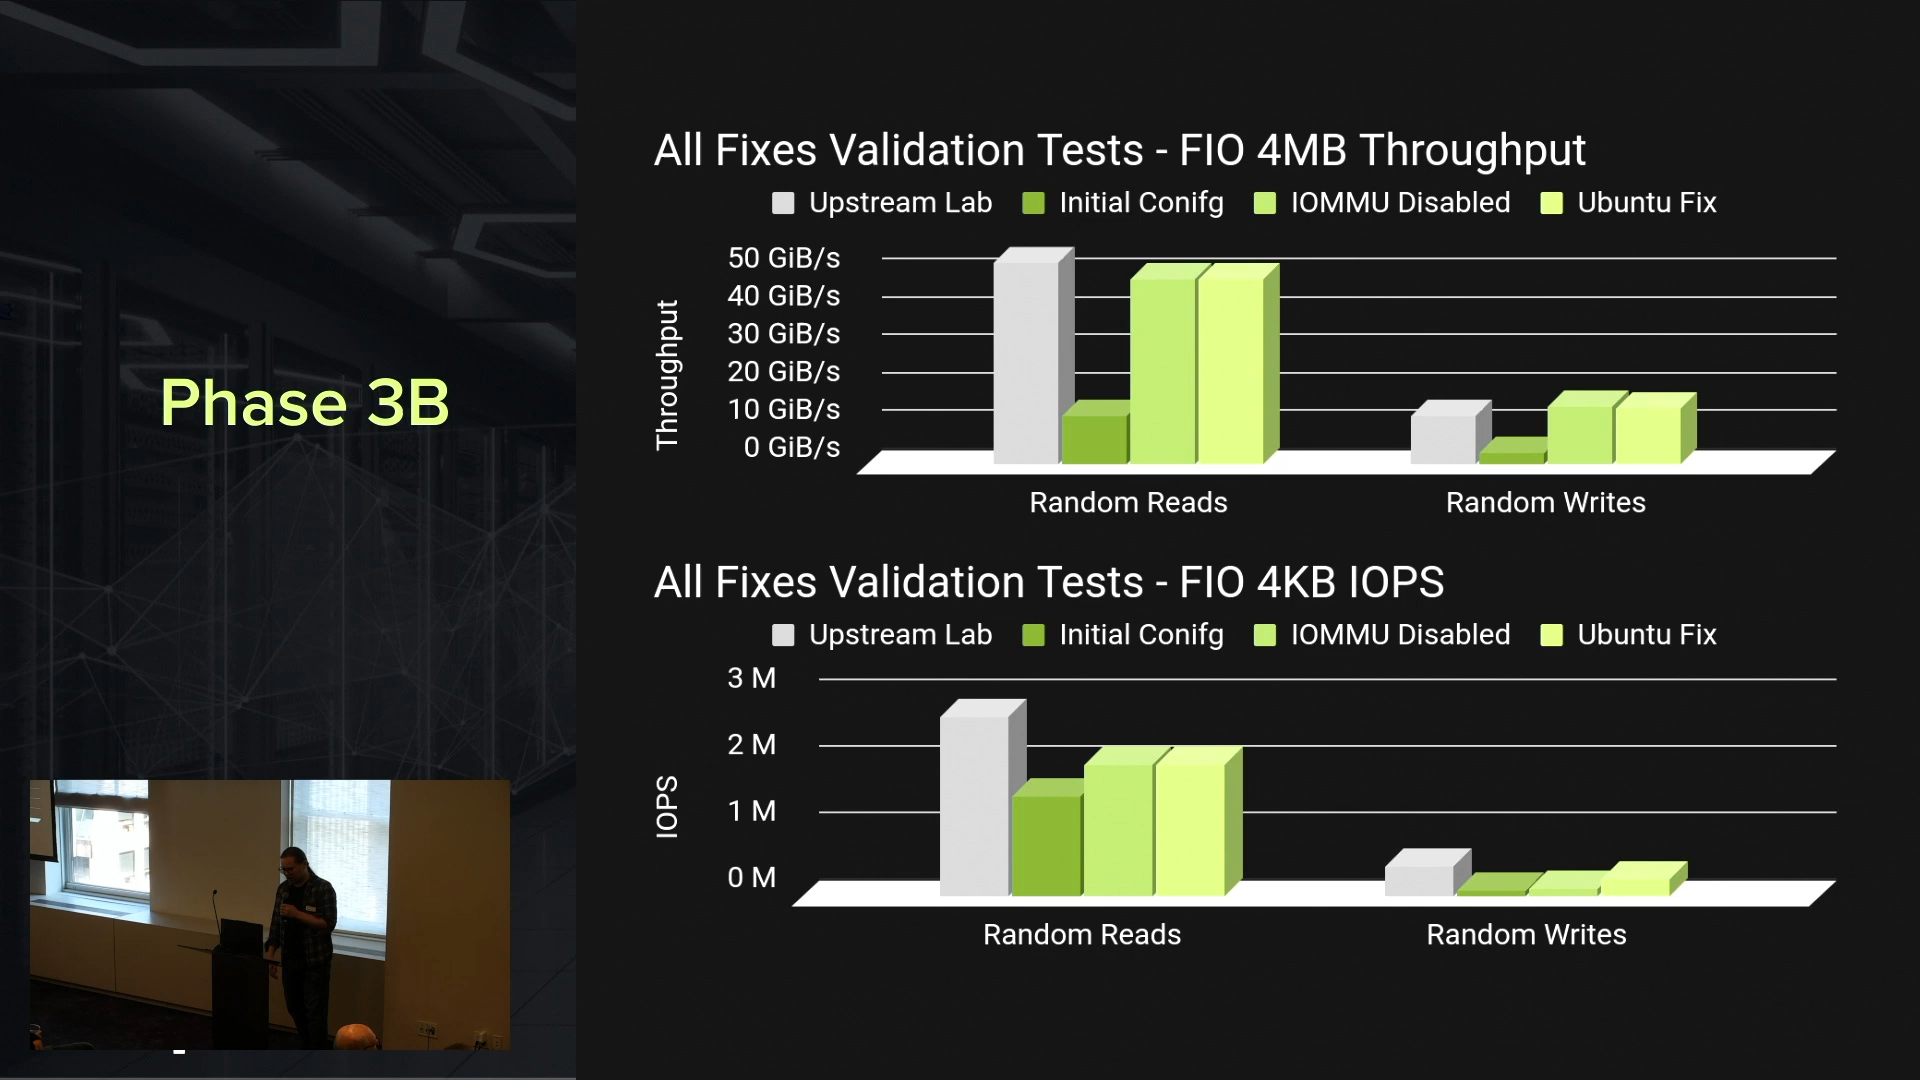 Phase 3B
All Fixes Validation Tests - FIO 4MB Throughput
Upstream Lab Initial Conifg IOMMU Disabled Ubuntu Fix
Throughput
50 GiB/s
40 GiB/s
30 GiB/s
20 GiB/s
10 GiB/s
0 GiB/s
Random Reads Random Writes
All Fixes Validation Tests - FIO 4KB IOPS
Upstream Lab Initial Conifg IOMMU Disabled Ubuntu Fix
IOPS
3 M
2 M
1 M
0 M
Random Reads Random Writes